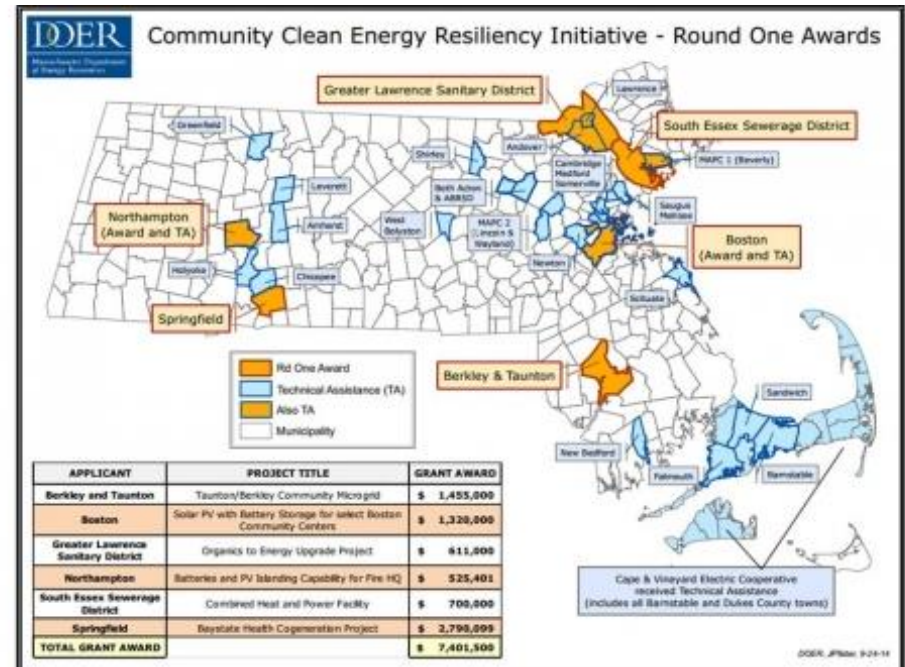 DOER
Massachusetts Department
of Energy Resources
Community Clean Energy Resiliency Initiative - Round One Awards
Greater Lawrence Sanitary District
Lawrence
South Essex Sewerage District
Greenfield
Andover
Shirley
Cambridge
Medford
Somerville
MAPC 1 (Beverly)
Leverett
Both Acton
& ABRSD
Northampton
(Award and TA)
Amherst
West
Boylston
MAPC 2
(Lincoln &
Wayland)
Saugus
Melrose
Boston
(Award and TA)
Newton
Holyoke
Chicopee
Scituate
Springfield
Rd One Award
Technical Assistance (TA)
Also TA
Municipality
Berkley & Taunton
Sandwich
New Bedford
Falmouth
Barnstable
APPLICANT PROJECT TITLE GRANT AWARD
Berkley and Taunton Taunton/Berkley Community Microgrid $ 1,455,000
Boston Solar PV with Battery Storage for select Boston Community Centers $ 1,320,000
Greater Lawrence Sanitary District Organics to Energy Upgrade Project $ 611,000
Northampton Batteries and PV Islanding Capability for Fire HQ $ 525,401
South Essex Sewerage District Combined Heat and Power Facility $ 700,000
Springfield Baystate Health Cogeneration Project $ 2,790,099
TOTAL GRANT AWARD $ 7,401,500
Cape & Vineyard Electric Cooperative
received Technical Assistance
(includes all Barnstable and Dukes County towns)
DOER, 9-24-14